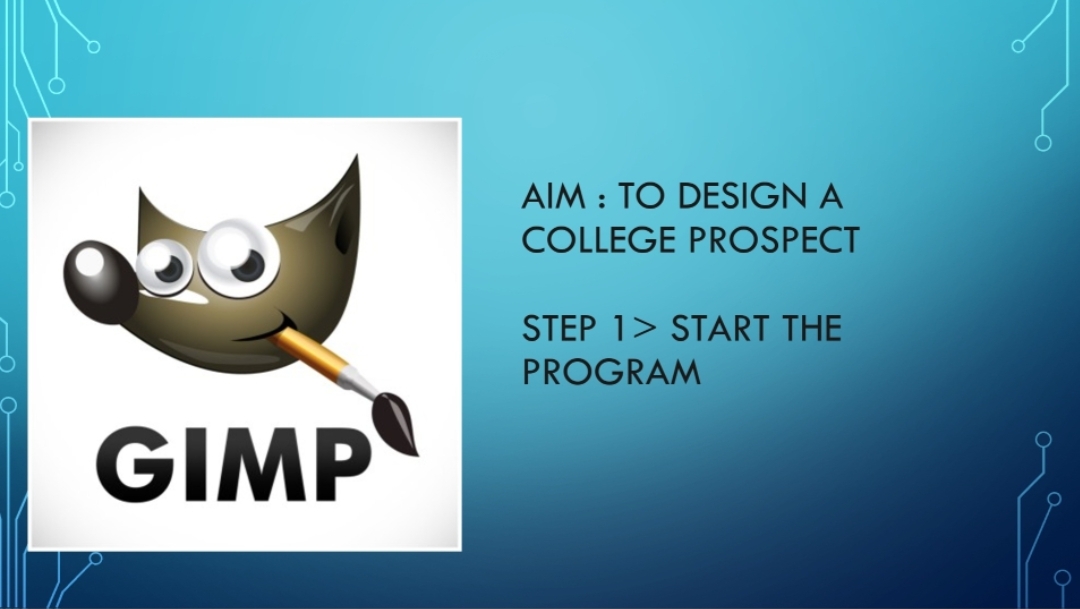 GIMP
AIM : TO DESIGN A
COLLEGE PROSPECT
STEP 1> START THE
PROGRAM